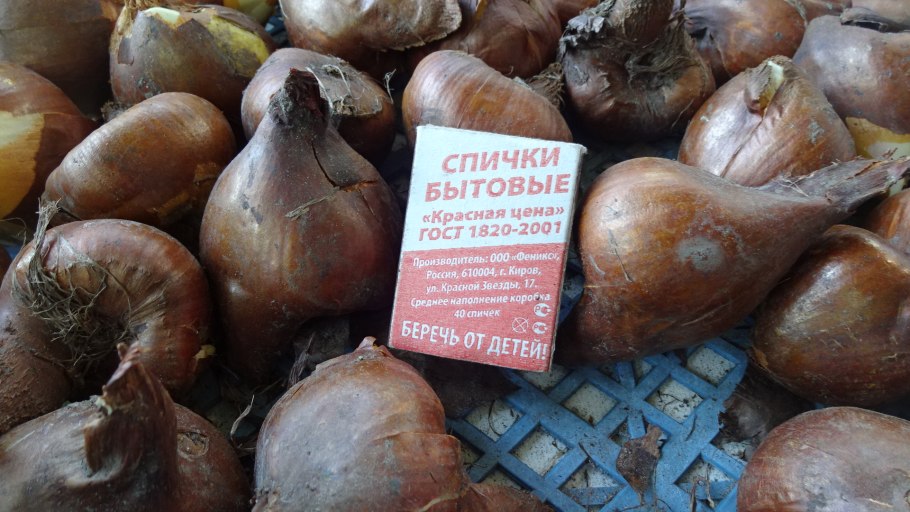 СПИЧКИ
БЫТОВЫЕ
«Красная цена»
ГОСТ 1820-2001
Производитель: ООО «Феникс»,
Россия, 610004, г. Киров,
ул. Красной Звезды, 17.
Среднее наполнение коробка
40 спичек
БЕРЕЧЬ ОТ ДЕТЕЙ!